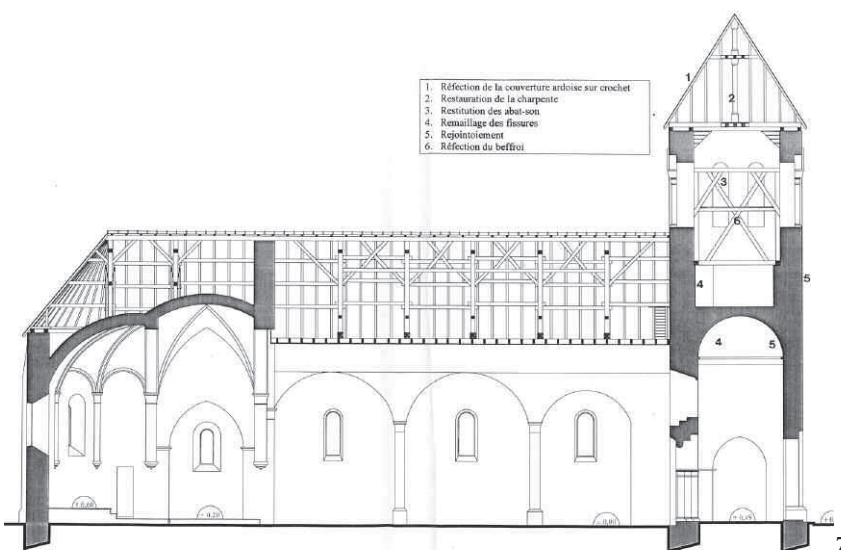 1. Réfection de la couverture ardoise sur crochet
2. Restauration de la charpente
3. Restitution des abat-son
4. Remaillage des fissures
5. Rejointoiement
6. Réfection du beffroi
1
2
3
6
4
5
4
5
7